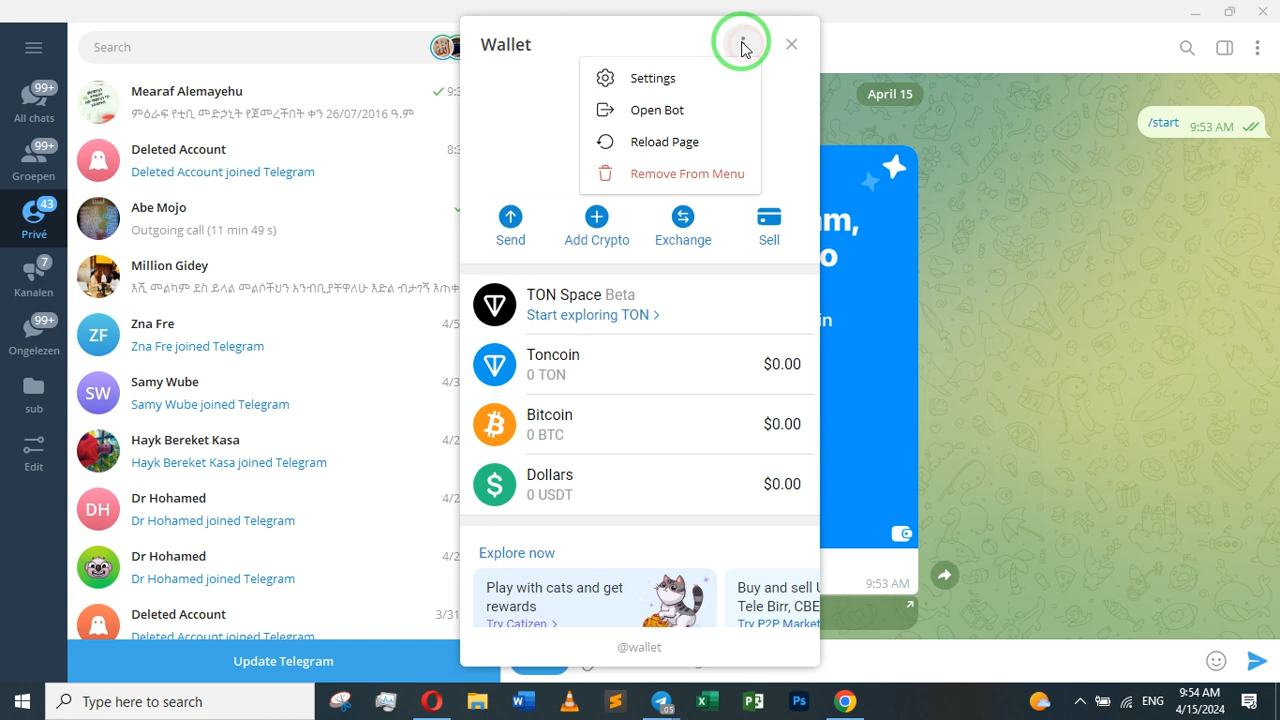 Search
99+
All chats
99+
Groepen
43
Privé
7
Kanalen
99+
Ongelezen
sub
Edit
Mearaf Alemayehu
ምዕራፍ የቲቢ መድኃኒት የጀመረችበት ቀን 26/07/2016 ዓ.ም
Deleted Account
Deleted Account joined Telegram
Abe Mojo
Outgoing call (11 min 49 s)
Million Gidey
Zna Fre
4/5
Zna Fre joined Telegram
SW
Samy Wube
4/3
Samy Wube joined Telegram
Hayk Bereket Kasa
4/2
Hayk Bereket Kasa joined Telegram
DH
Dr Hohamed
4/2
Dr Hohamed joined Telegram
Dr Hohamed
4/2
Dr Hohamed joined Telegram
Deleted Account
3/31
Deleted Account joined Telegram
ZF
Update Telegram
Wallet
Settings
Open Bot
Reload Page
Remove From Menu
Send
Add Crypto
Exchange
Sell
TON Space Beta
Start exploring TON >
Toncoin
0 TON
$0.00
Bitcoin
0 BTC
$0.00
Dollars
0 USDT
$0.00
Explore now
Play with cats and get
rewards
Try Catizen >
Buy and sell U
Tele Birr, CBE
Try P2P Market
@wallet
April 15
/start 9:53 AM
m,
o
in
9:53 AM
Type here to search
05
ENG
9:54 AM
4/15/2024